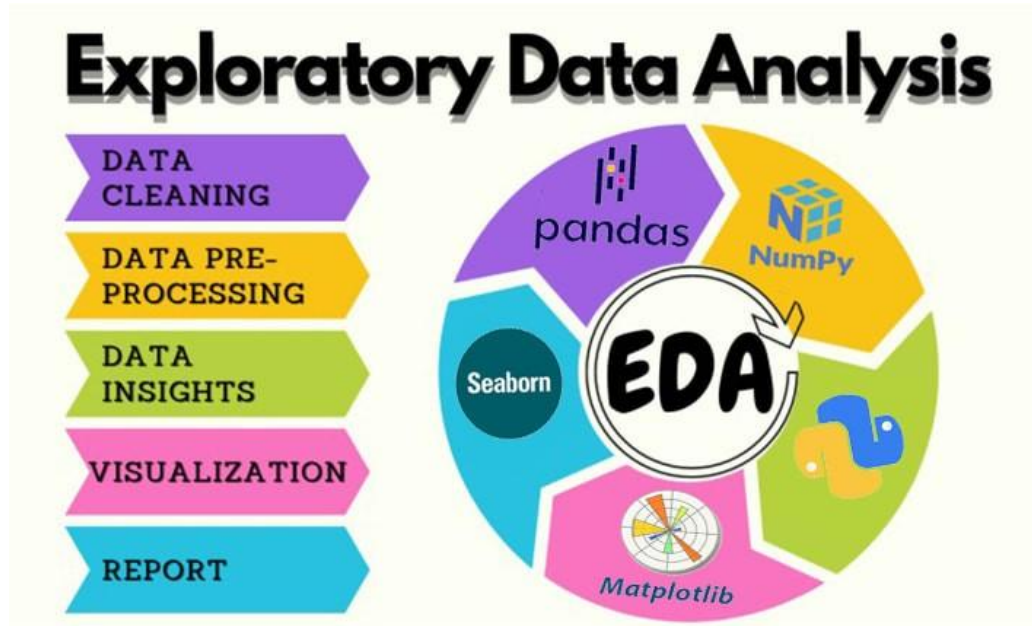 Exploratory Data Analysis
DATA
CLEANING
DATA PRE-
PROCESSING
DATA
INSIGHTS
VISUALIZATION
REPORT
pandas
NumPy
Seaborn
EDA
Matplotlib